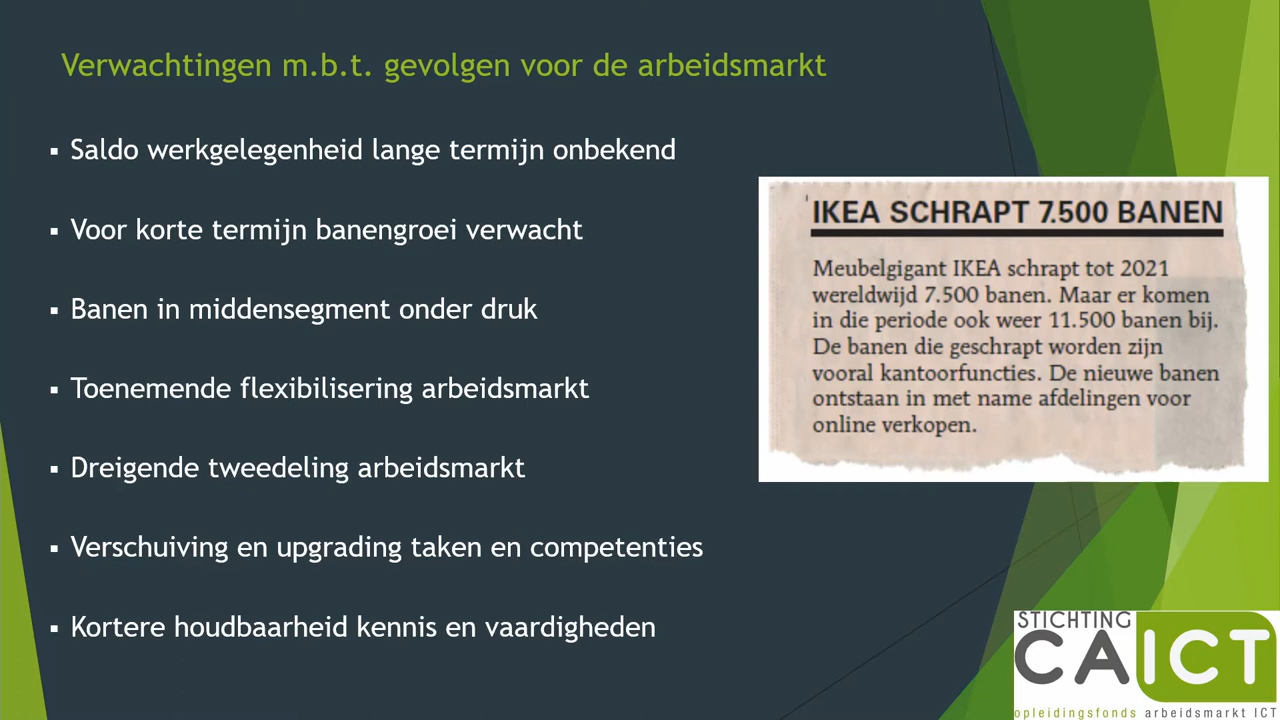 Verwachtingen m.b.t. gevolgen voor de arbeidsmarkt
▪ Saldo werkgelegenheid lange termijn onbekend
▪ Voor korte termijn banengroei verwacht
▪ Banen in middensegment onder druk
▪ Toenemende flexibilisering arbeidsmarkt
▪ Dreigende tweedeling arbeidsmarkt
▪ Verschuiving en upgrading taken en competenties
▪ Kortere houdbaarheid kennis en vaardigheden
IKEA SCHRAPT 7.500 BANEN
Meubelgigant IKEA schrapt tot 2021
wereldwijd 7.500 banen. Maar er komen
in die periode ook weer 11.500 banen bij.
De banen die geschrapt worden zijn
vooral kantoorfuncties. De nieuwe banen
ontstaan in met name afdelingen voor
online verkopen.
STICHTING
CAICT
opleidingsfonds arbeidsmarkt ICT